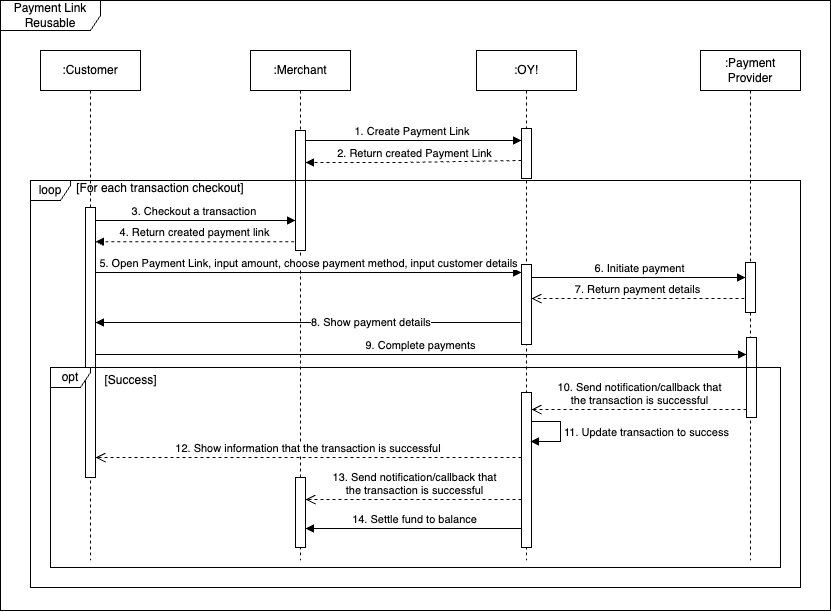 Payment Link
Reusable
:Customer
:Merchant
:OY!
:Payment
Provider
1. Create Payment Link
2. Return created Payment Link
loop
[For each transaction checkout]
3. Checkout a transaction
4. Return created payment link
5. Open Payment Link, input amount, choose payment method, input customer details
6. Initiate payment
7. Return payment details
8. Show payment details
9. Complete payments
opt
[Success]
10. Send notification/callback that
the transaction is successful
11. Update transaction to success
12. Show information that the transaction is successful
13. Send notification/callback that
the transaction is successful
14. Settle fund to balance